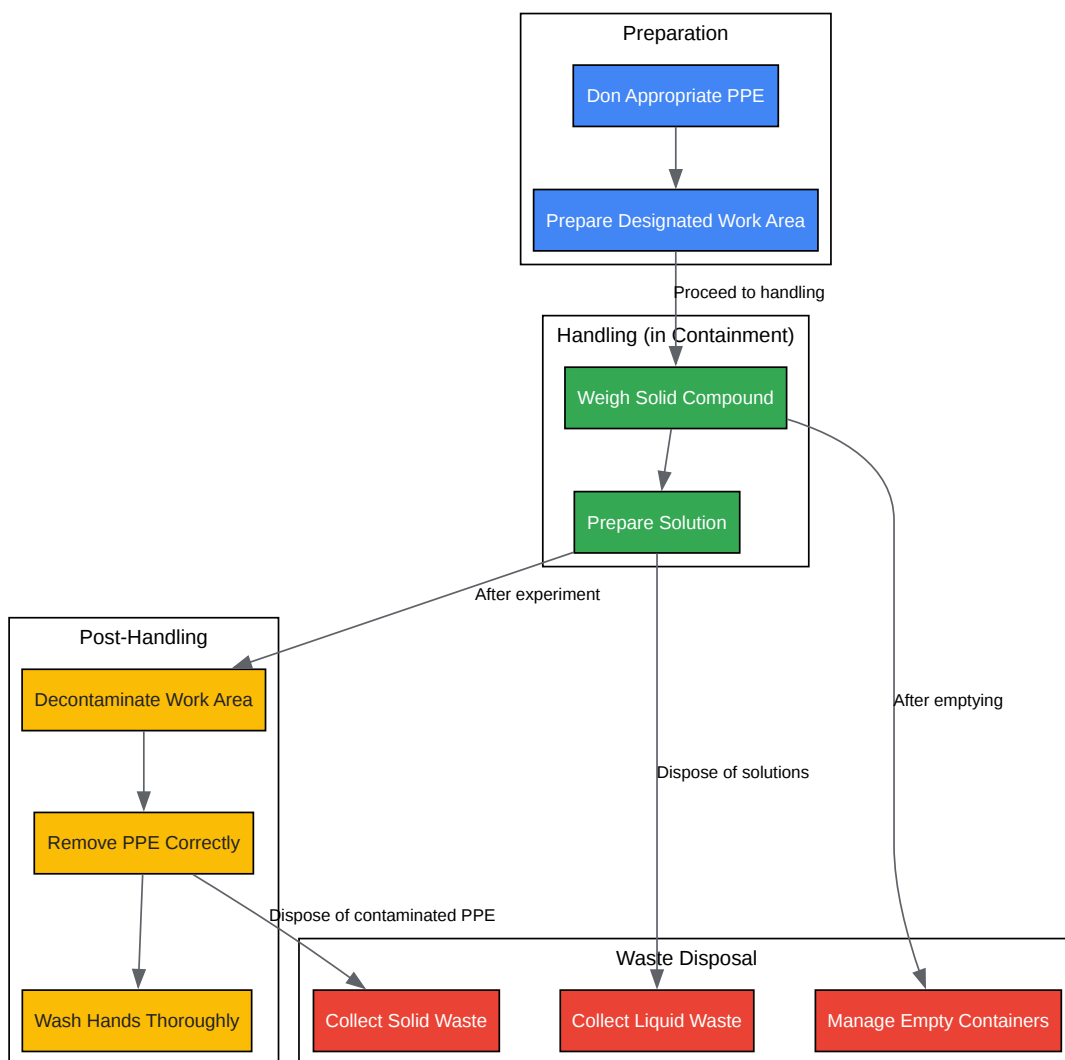 Preparation
Don Appropriate PPE
Prepare Designated Work Area
Proceed to handling
Handling (in Containment)
Weigh Solid Compound
Prepare Solution
After experiment
Post-Handling
Decontaminate Work Area
After emptying
Dispose of solutions
Remove PPE Correctly
Dispose of contaminated PPE
Waste Disposal
Wash Hands Thoroughly
Collect Solid Waste
Collect Liquid Waste
Manage Empty Containers